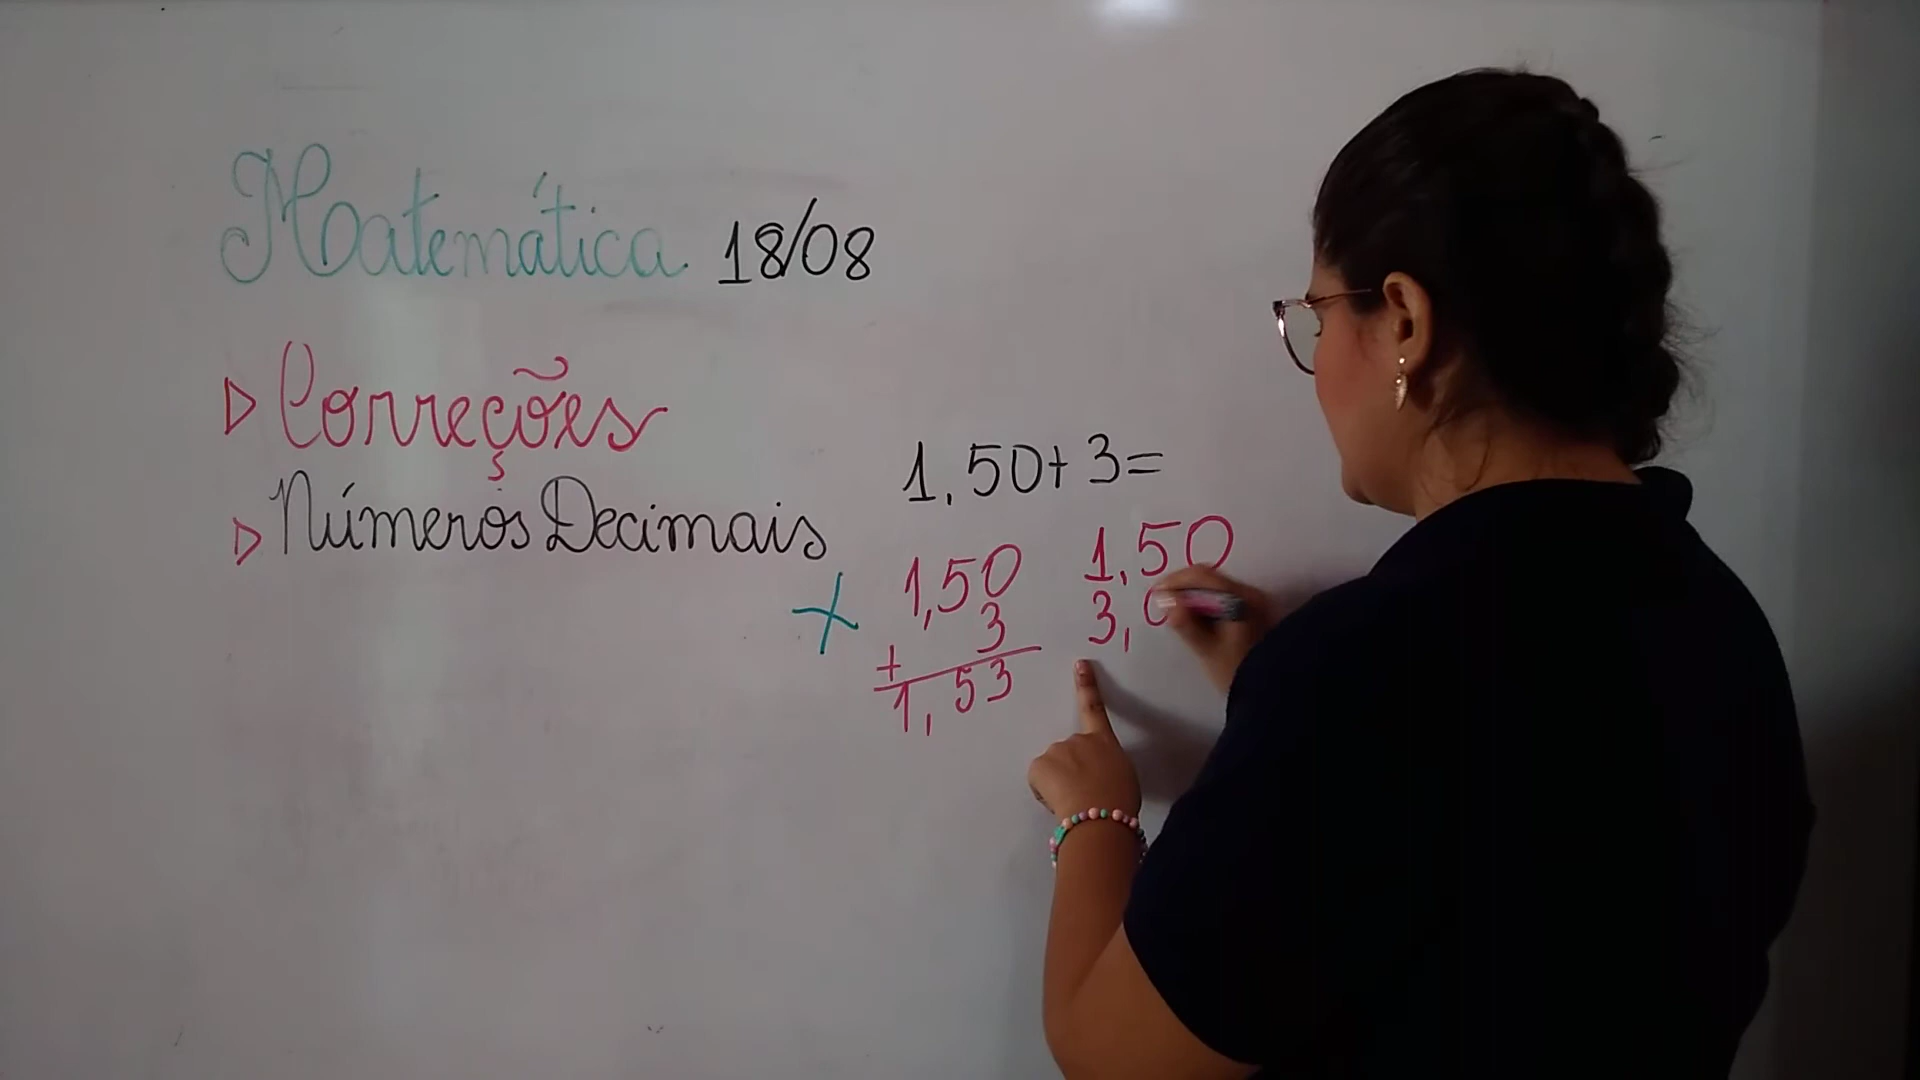 Matemática 18/08
▷ Correções
▷ Números Decimais
1,50+3=
1,50
3
+
1,53
1,50
3,0